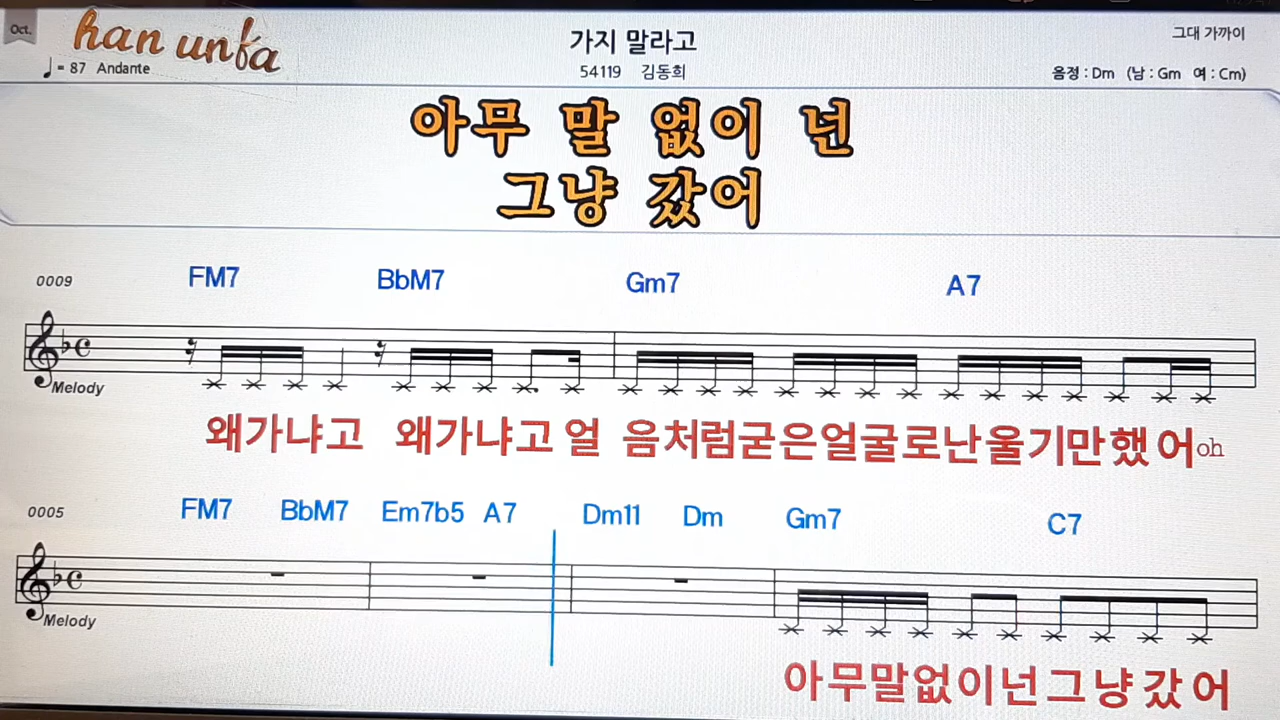 Oct.
han unfa
♩= 87 Andante
가지 말라고
54119 김동희
그대 가까이
음정 : Dm (남 : Gm 여 : Cm)
아무 말 없이 넌
그냥 갔어
0009
FM7 BbM7 Gm7 A7
Melody
왜가냐고 왜가냐고 얼 음처럼굳은얼굴로난울기만했어oh
0005
FM7 BbM7 Em7b5 A7 Dm11 Dm Gm7 C7
Melody
아무말없이넌그냥갔어